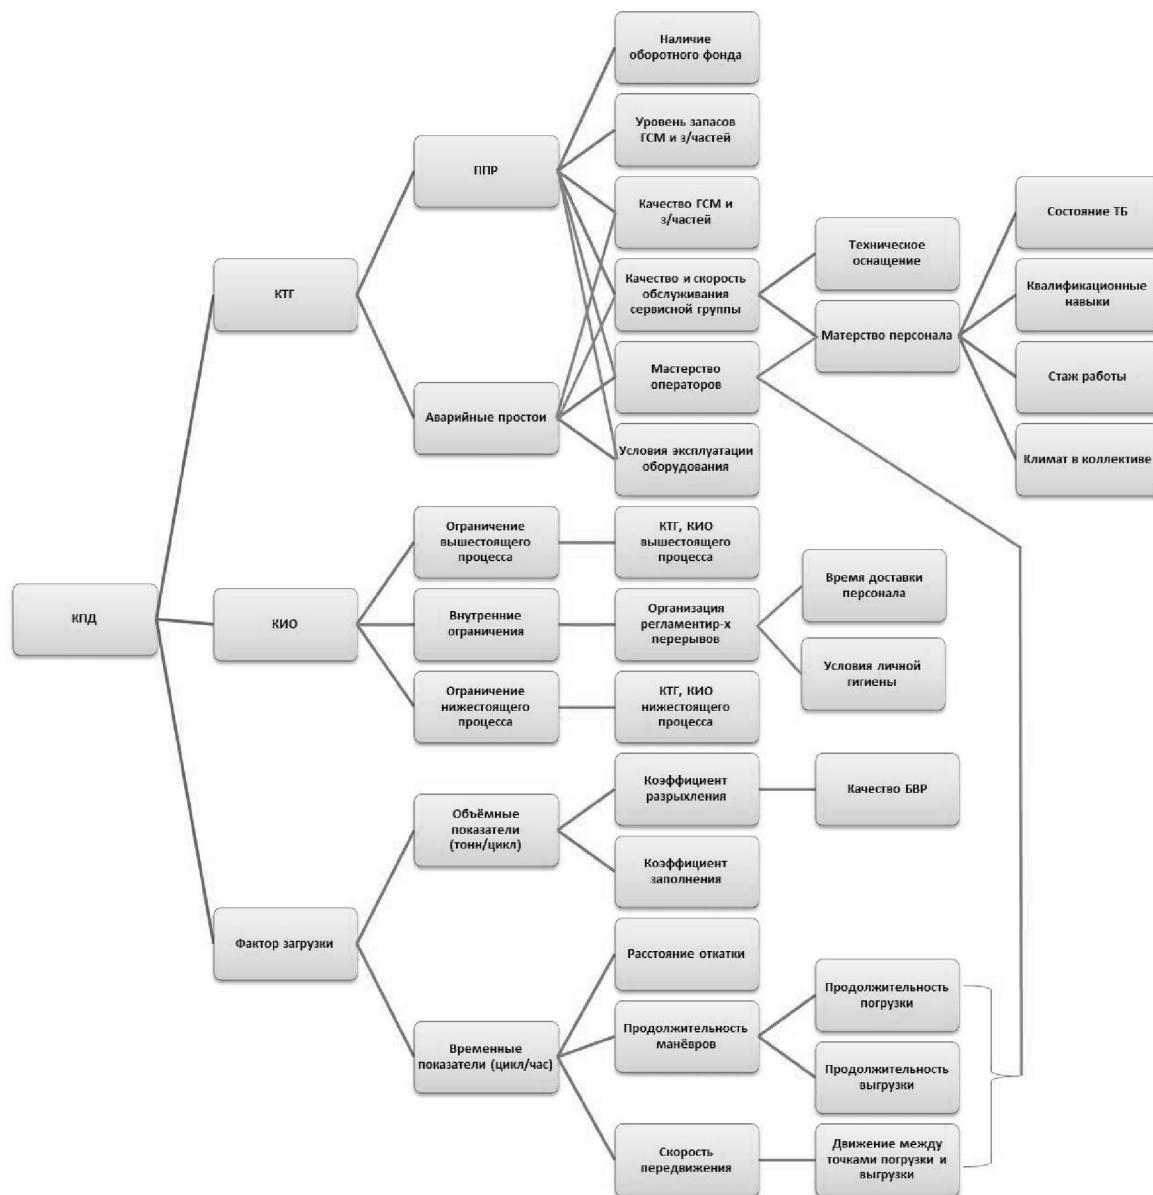 Наличие
оборотного фонда
Уровень запасов
ГСМ и з/частей
ППР
Качество ГСМ и
з/частей
Состояние ТБ
Техническое
оснащение
КТГ
Качество и скорость
обслуживания
сервисной группы
Квалификационные
навыки
Матерство персонала
Мастерство
операторов
Стаж работы
Аварийные простои
Условия эксплуатации
оборудования
Климат в коллективе
Ограничение
вышестоящего
процесса
КТГ, КИО
вышестоящего
процесса
Время доставки
персонала
КПД
КИО
Внутренние
ограничения
Организация
регламентир-х
перерывов
Условия личной
гигиены
Ограничение
нижестоящего
процесса
КТГ, КИО
нижестоящего
процесса
Коэффициент
разрыхления
Качество БВР
Объёмные
показатели
(тонн/цикл)
Коэффициент
заполнения
Фактор загрузки
Расстояние откатки
Продолжительность
погрузки
Продолжительность
манёвров
Временные
показатели (цикл/час)
Продолжительность
выгрузки
Скорость
передвижения
Движение между
точками погрузки и
выгрузки